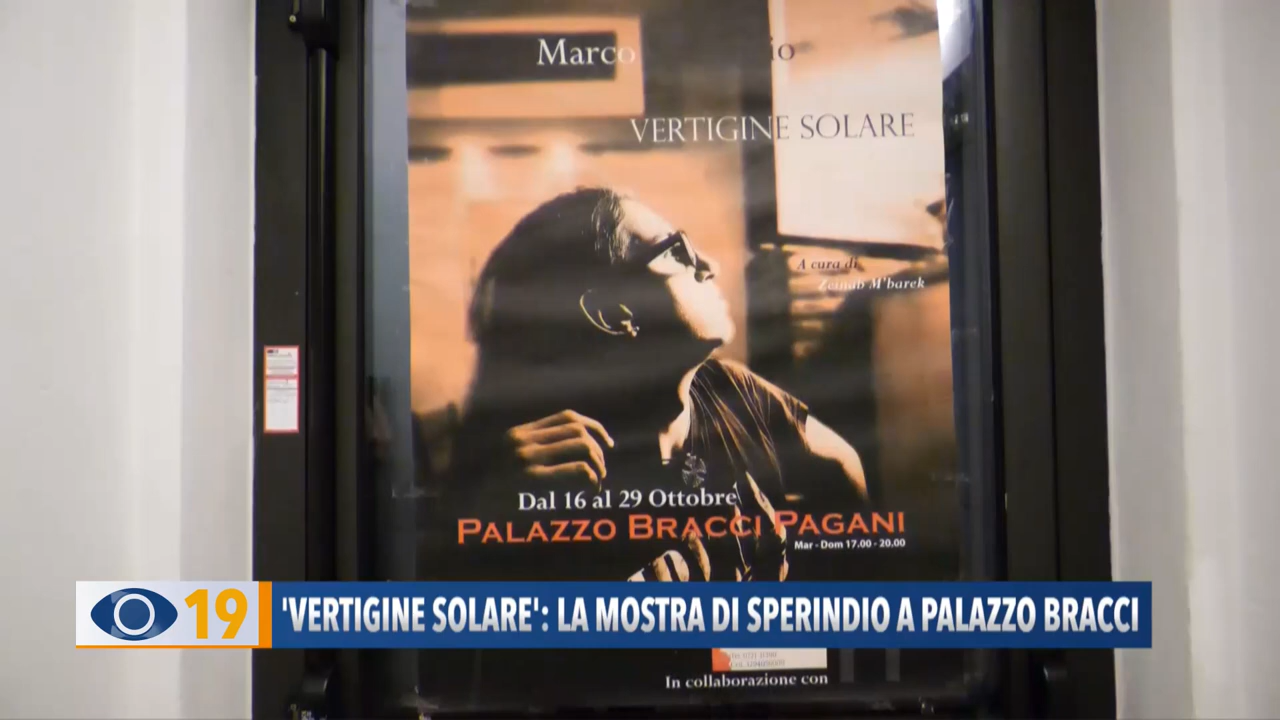 Marco
VERTIGINE SOLARE
A cura di
Zeinab M'barek
Dal 16 al 29 Ottobre
PALAZZO BRACCI PAGANI
Mar - Dom 17.00 - 20.00
19
'VERTIGINE SOLARE': LA MOSTRA DI SPERINDIO A PALAZZO BRACCI
In collaborazione con